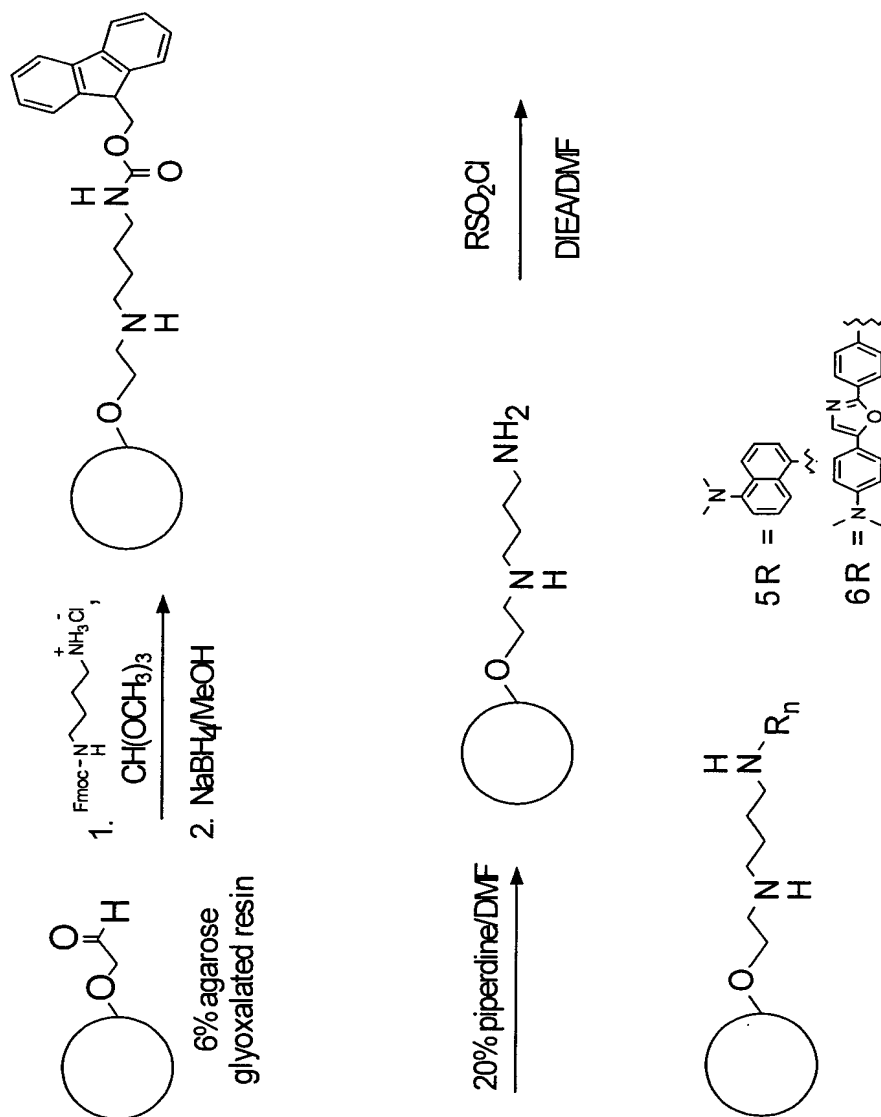 O
O H
6% agarose
glyoxalated resin
1. Fmoc-N H NH₃Cl + - ,
CH(OCH₃)₃
2. NaBH₄/MeOH
O N H H N O O
20% piperdine/DMF
O N H NH₂
RSO₂Cl
DIEA/DMF
O N H H N Rₙ
5 R = N
6 R = N O N